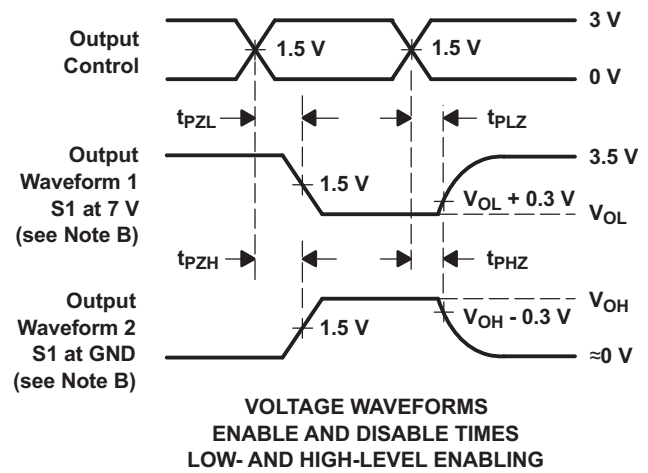 3 V
Output
Control
1.5 V
1.5 V
0 V
tPZL
tPLZ
Output
Waveform 1
S1 at 7 V
(see Note B)
3.5 V
1.5 V
VOL + 0.3 V
VOL
tPZH
tPHZ
Output
Waveform 2
S1 at GND
(see Note B)
VOH
1.5 V
VOH - 0.3 V
≈0 V
VOLTAGE WAVEFORMS
ENABLE AND DISABLE TIMES
LOW- AND HIGH-LEVEL ENABLING